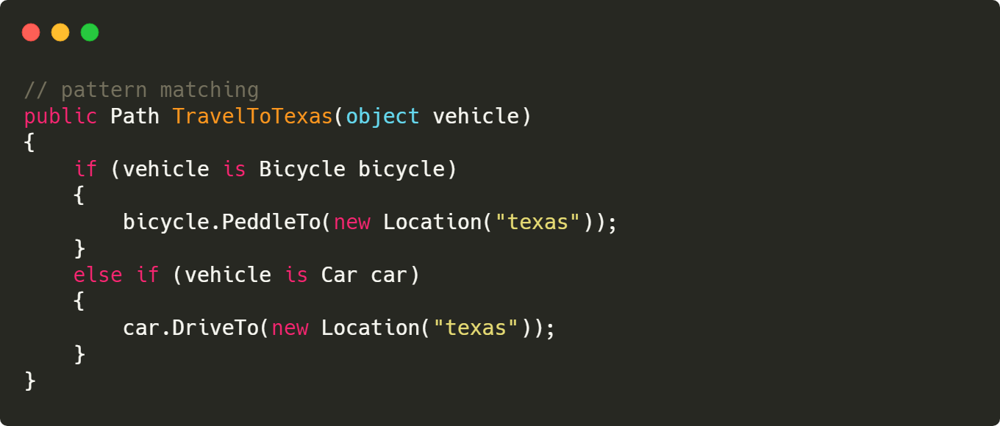 // pattern matching
public Path TravelToTexas(object vehicle)
{
    if (vehicle is Bicycle bicycle)
    {
        bicycle.PeddleTo(new Location("texas"));
    }
    else if (vehicle is Car car)
    {
        car.DriveTo(new Location("texas"));
    }
}